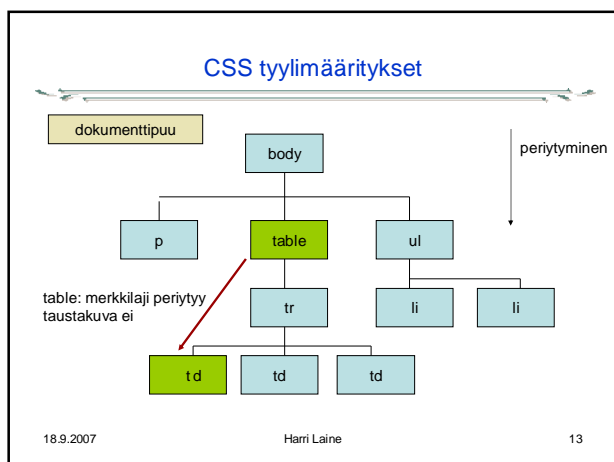 CSS tyylimääritykset
dokumenttipuu
body
periytyminen
p
table
ul
table: merkkilaji periytyy
taustakuva ei
tr
li
li
td
td
td
18.9.2007
Harri Laine
13